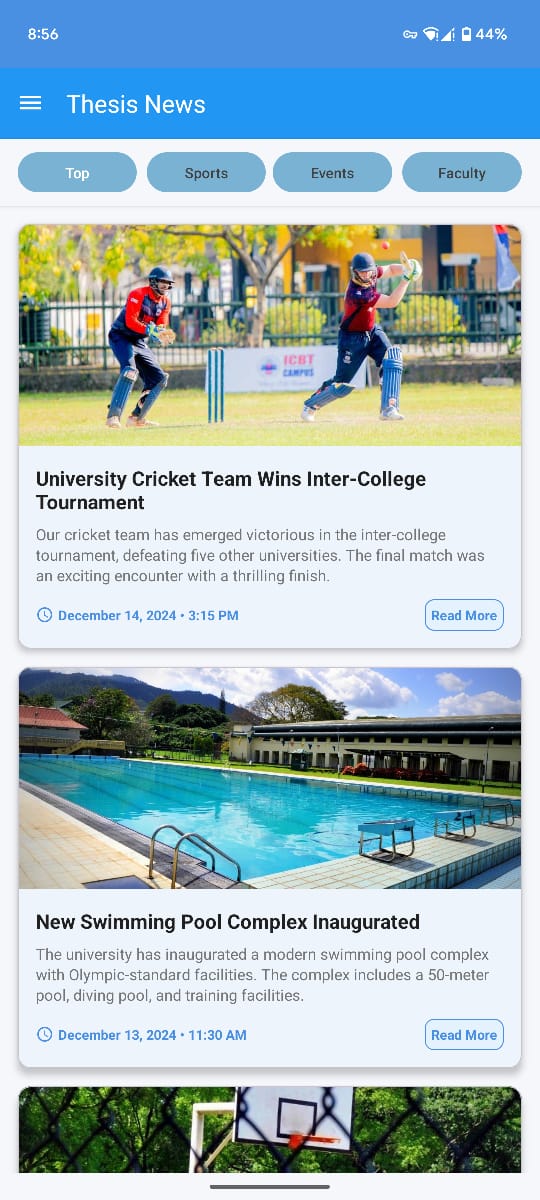 8:56
44%
Thesis News
Top
Sports
Events
Faculty
ICBT
CAMPUS
University Cricket Team Wins Inter-College
Tournament
Our cricket team has emerged victorious in the inter-college
tournament, defeating five other universities. The final match was
an exciting encounter with a thrilling finish.
December 14, 2024 • 3:15 PM
Read More
New Swimming Pool Complex Inaugurated
The university has inaugurated a modern swimming pool complex
with Olympic-standard facilities. The complex includes a 50-meter
pool, diving pool, and training facilities.
December 13, 2024 • 11:30 AM
Read More